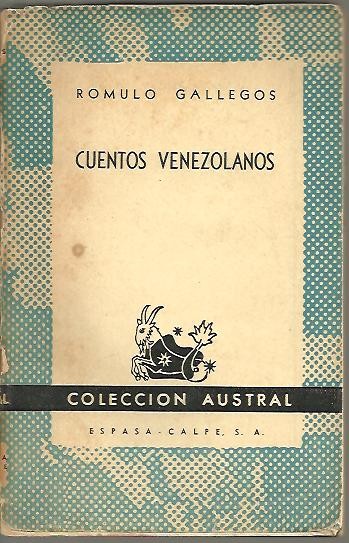 ROMULO GALLEGOS
CUENTOS VENEZOLANOS
COLECCION AUSTRAL
ESPASA-CALPE, S. A.